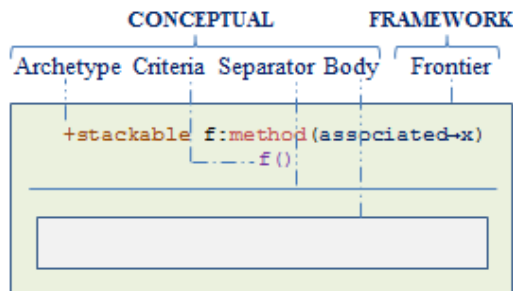 CONCEPTUAL FRAMEWORK
Archetype Criteria Separator Body Frontier
+stackable f:method(associated→x)
f()